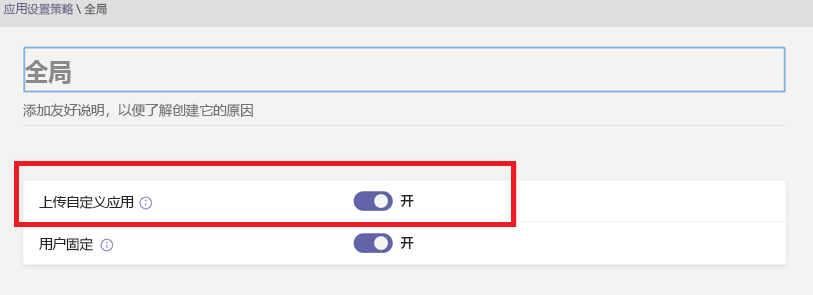 应用设置策略 \ 全局
全局
添加友好说明，以便了解创建它的原因
上传自定义应用 开
用户固定 开